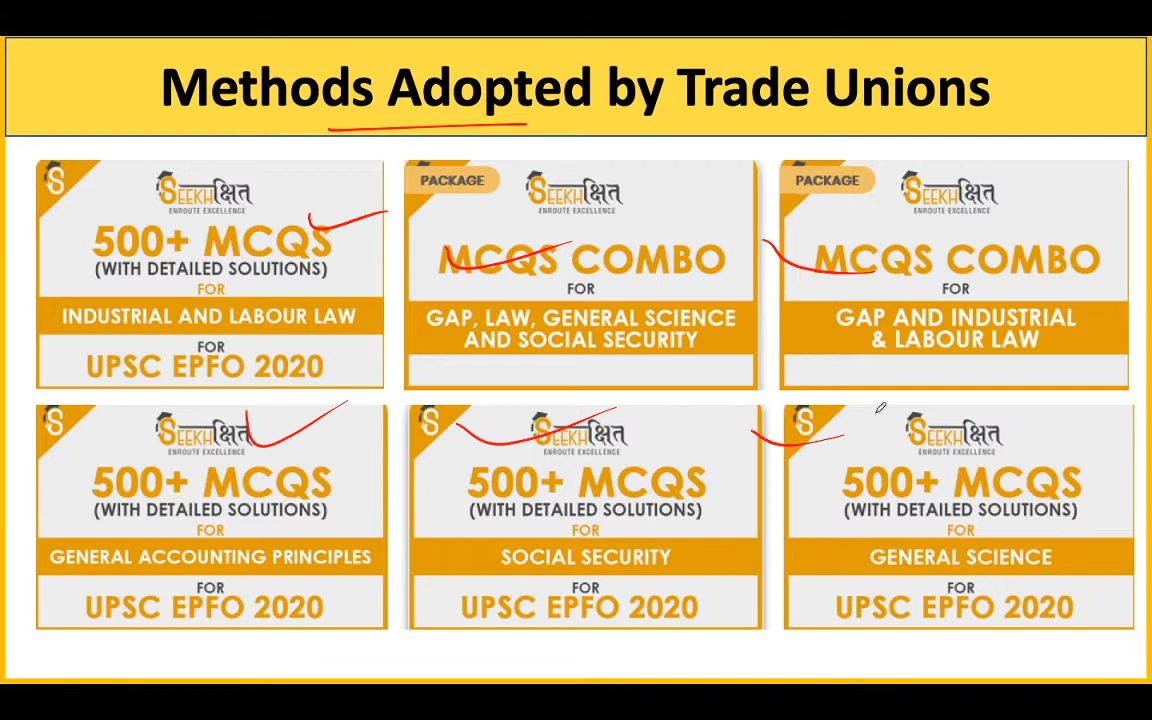 Methods Adopted by Trade Unions
S
SEEKHक्षित
ENROUTE EXCELLENCE
500+ MCQS
(WITH DETAILED SOLUTIONS)
FOR
INDUSTRIAL AND LABOUR LAW
FOR
UPSC EPFO 2020
PACKAGE
SEEKHक्षित
ENROUTE EXCELLENCE
MCQS COMBO
FOR
GAP, LAW, GENERAL SCIENCE
AND SOCIAL SECURITY
PACKAGE
SEEKHक्षित
ENROUTE EXCELLENCE
MCQS COMBO
FOR
GAP AND INDUSTRIAL
& LABOUR LAW
S
SEEKHक्षित
ENROUTE EXCELLENCE
500+ MCQS
(WITH DETAILED SOLUTIONS)
FOR
GENERAL ACCOUNTING PRINCIPLES
FOR
UPSC EPFO 2020
S
SEEKHक्षित
ENROUTE EXCELLENCE
500+ MCQS
(WITH DETAILED SOLUTIONS)
FOR
SOCIAL SECURITY
FOR
UPSC EPFO 2020
S
SEEKHक्षित
ENROUTE EXCELLENCE
500+ MCQS
(WITH DETAILED SOLUTIONS)
FOR
GENERAL SCIENCE
FOR
UPSC EPFO 2020